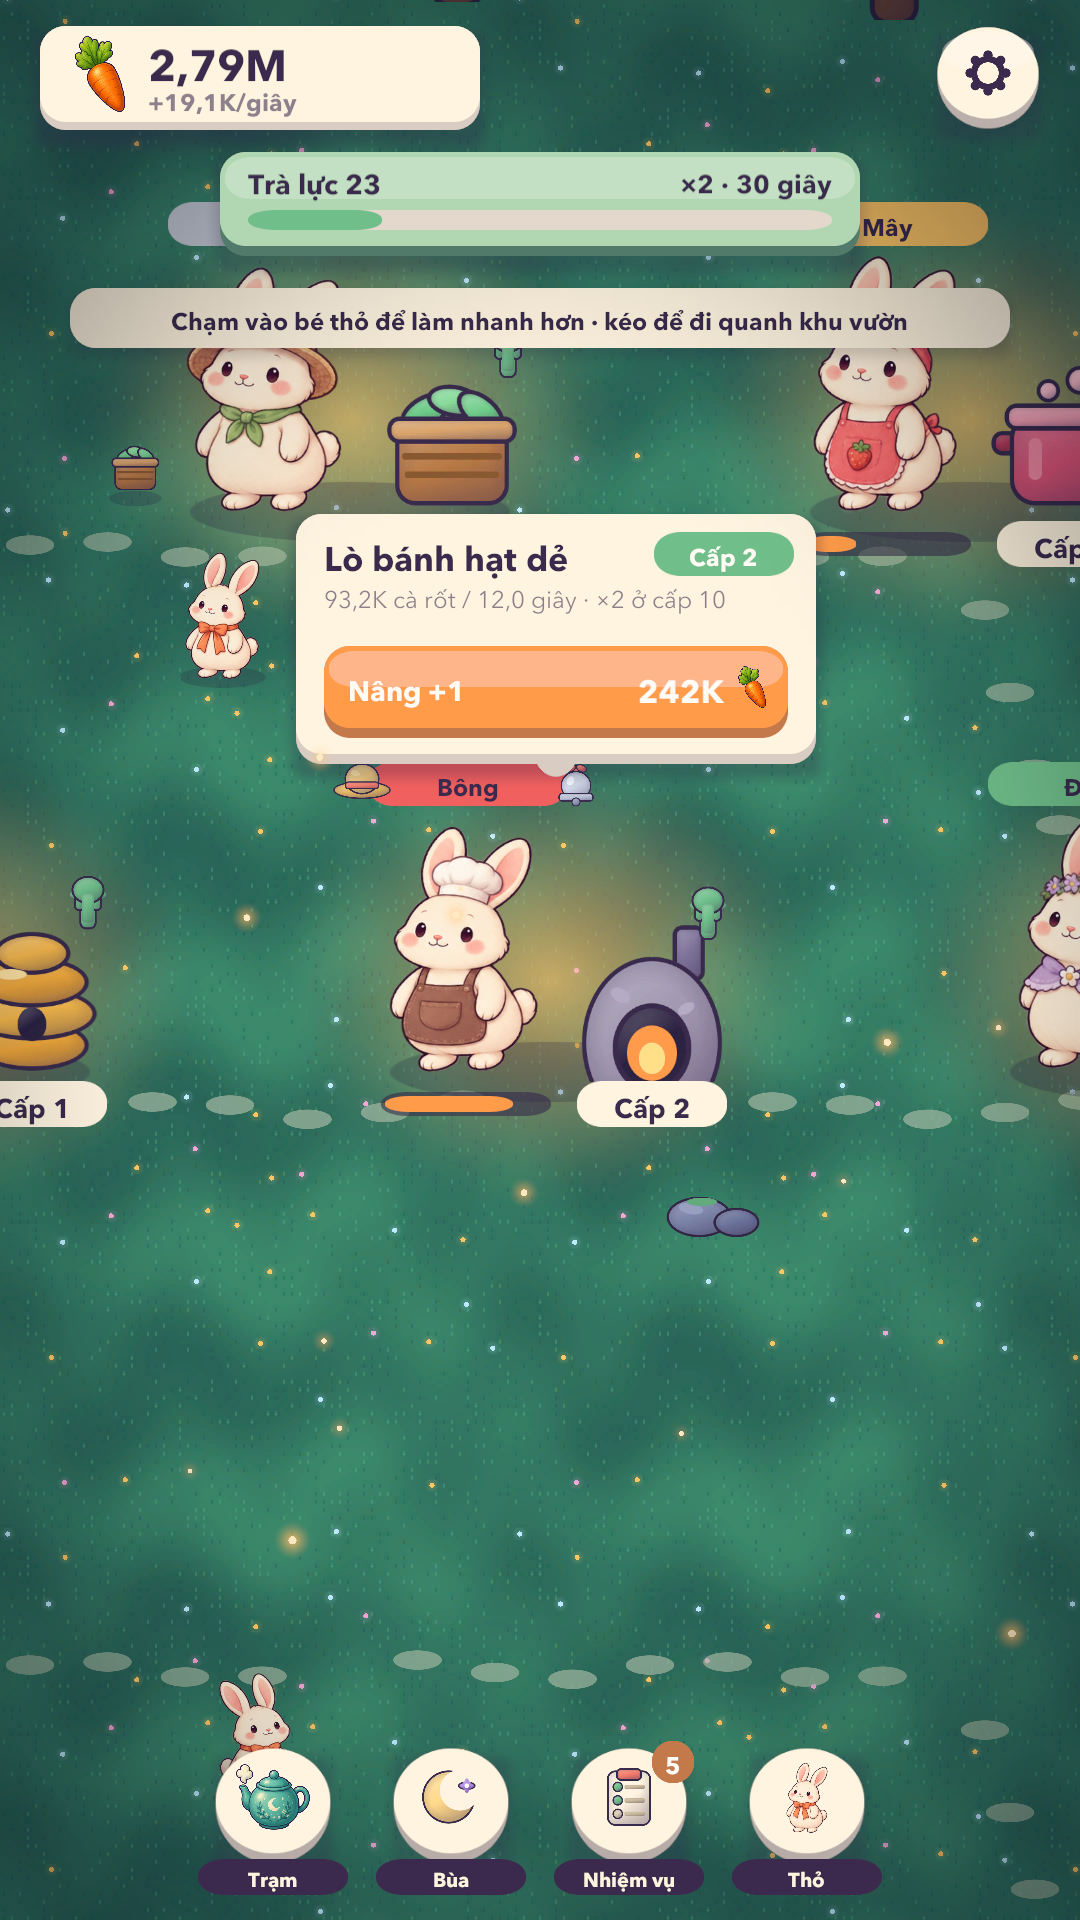 2,79M
+19,1K/giây
Trà lực 23
×2 · 30 giây
Mây
Chạm vào bé thỏ để làm nhanh hơn · kéo để đi quanh khu vườn
Lò bánh hạt dẻ
Cấp 2
93,2K cà rốt / 12,0 giây · ×2 ở cấp 10
Nâng +1
242K
Bông
Cấp 1
Cấp 2
5
Trạm
Bùa
Nhiệm vụ
Thỏ